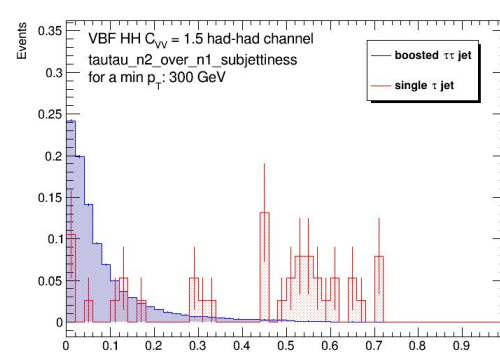 Events
0.35
VBF HH C_VV = 1.5 had-had channel
tautau_n2_over_n1_subjettiness
for a min p_T: 300 GeV
boosted ττ jet
single τ jet
0.3
0.25
0.2
0.15
0.1
0.05
0
0 0.1 0.2 0.3 0.4 0.5 0.6 0.7 0.8 0.9